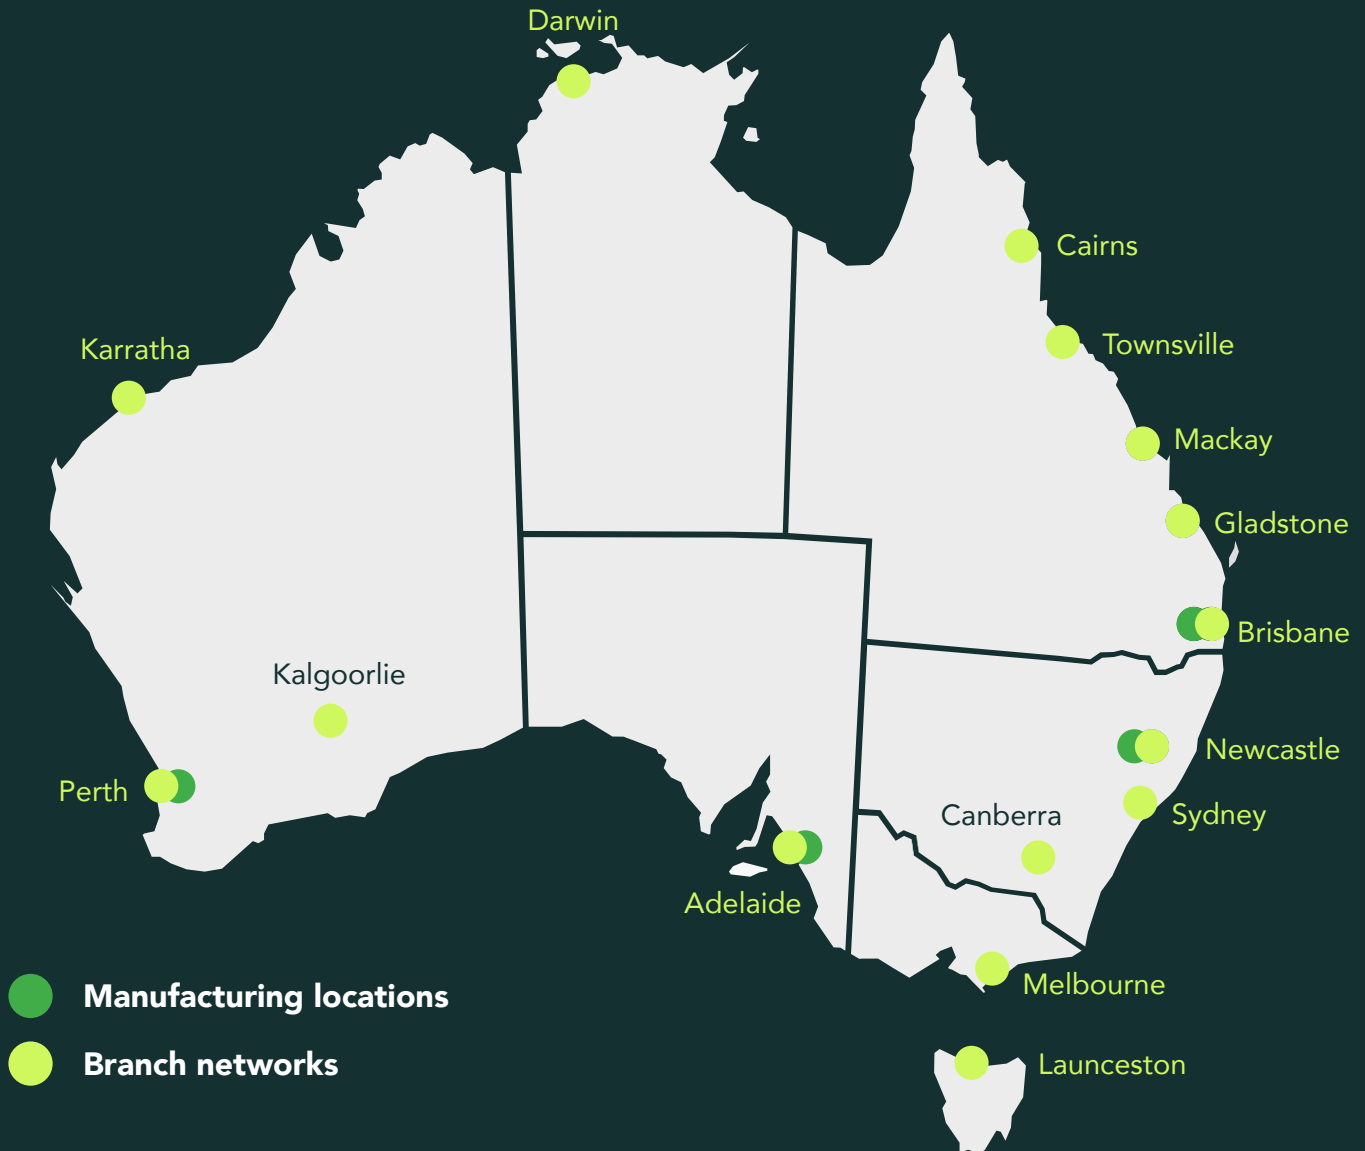 Darwin
Cairns
Townsville
Karratha
Mackay
Gladstone
Brisbane
Kalgoorlie
Newcastle
Perth
Canberra
Sydney
Adelaide
Melbourne
Manufacturing locations
Branch networks
Launceston